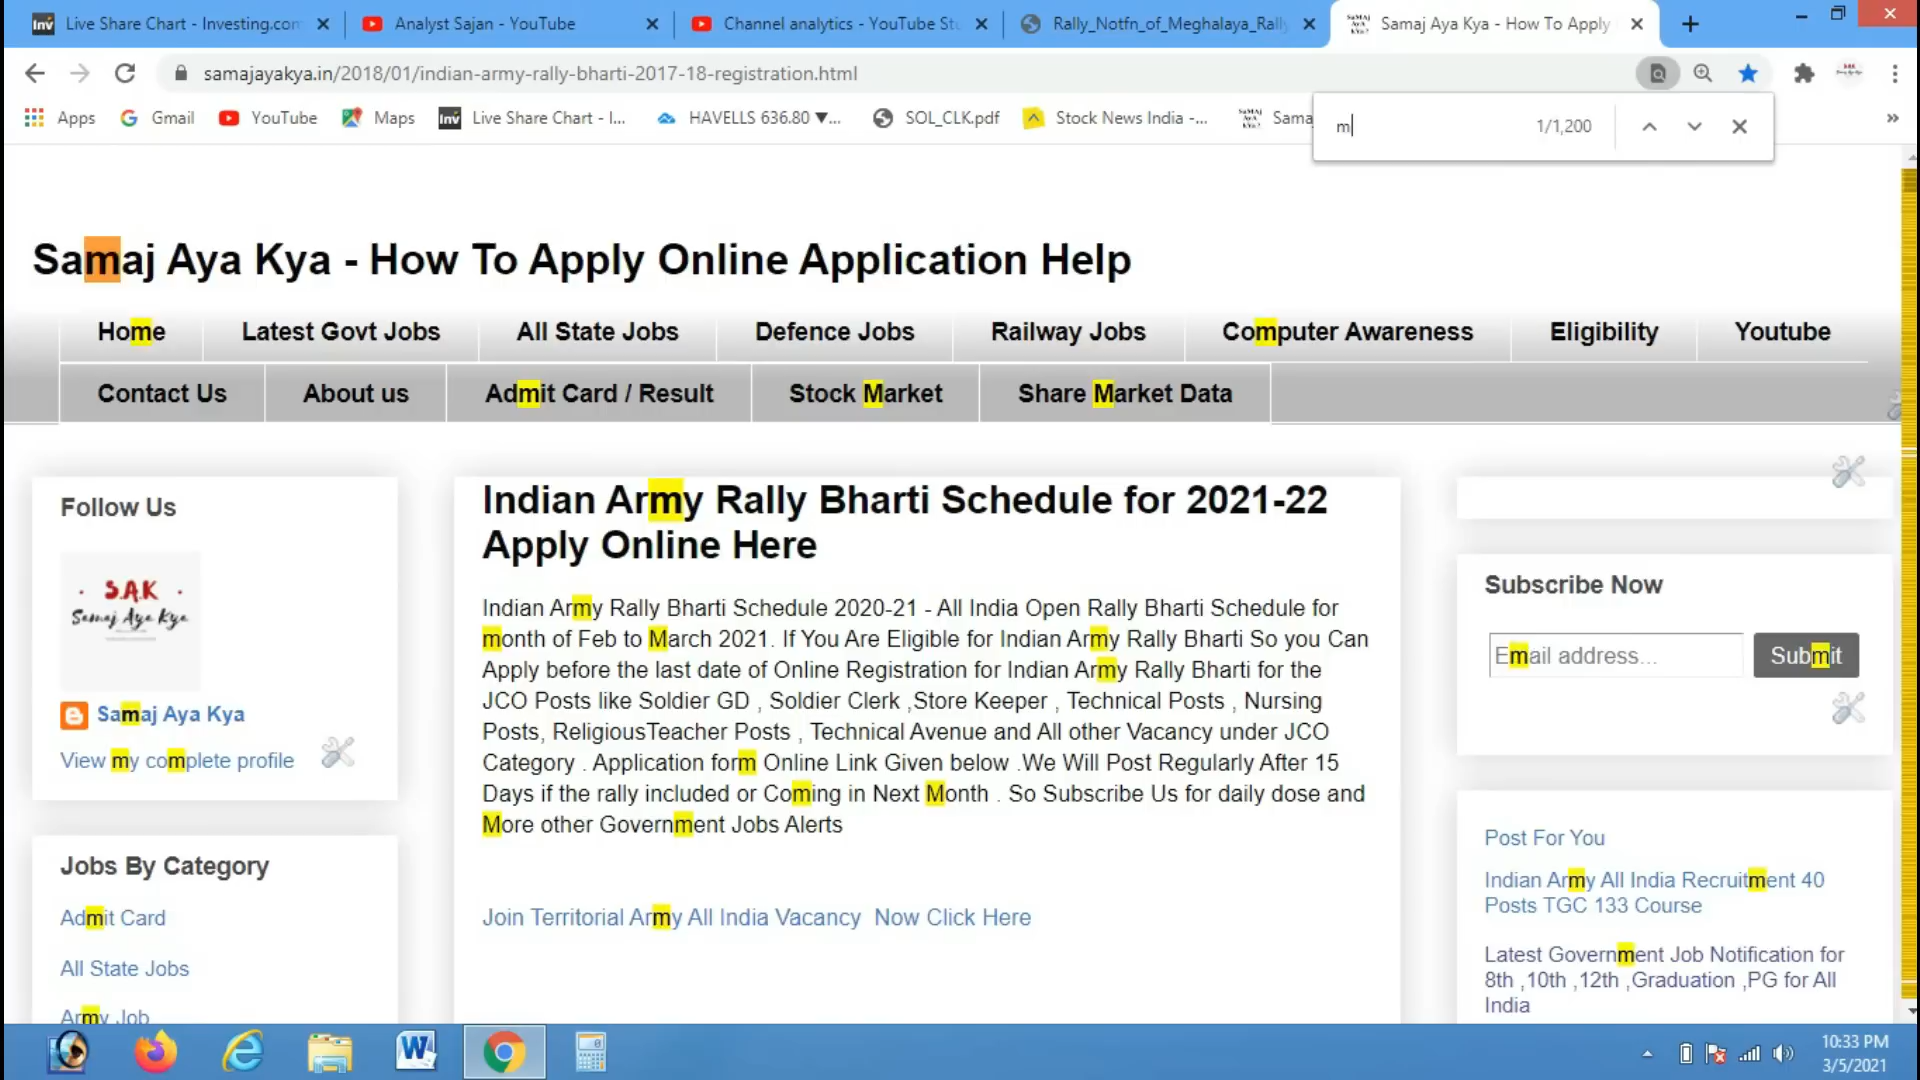 Live Share Chart - Investing.com
Analyst Sajan - YouTube
Channel analytics - YouTube Stu
Rally_Notfn_of_Meghalaya_Rally
Samaj Aya Kya - How To Apply
samajayakya.in/2018/01/indian-army-rally-bharti-2017-18-registration.html
Apps
Gmail
YouTube
Maps
Live Share Chart - I...
HAVELLS 636.80 ▼...
SOL_CLK.pdf
Stock News India -...
Sama
m
1/1,200
Samaj Aya Kya - How To Apply Online Application Help
Home
Latest Govt Jobs
All State Jobs
Defence Jobs
Railway Jobs
Computer Awareness
Eligibility
Youtube
Contact Us
About us
Admit Card / Result
Stock Market
Share Market Data
Follow Us
· S.A.K ·
Samaj Aya Kya
Samaj Aya Kya
View my complete profile
Jobs By Category
Admit Card
All State Jobs
Army Job
Indian Army Rally Bharti Schedule for 2021-22
Apply Online Here
Indian Army Rally Bharti Schedule 2020-21 - All India Open Rally Bharti Schedule for
month of Feb to March 2021. If You Are Eligible for Indian Army Rally Bharti So you Can
Apply before the last date of Online Registration for Indian Army Rally Bharti for the
JCO Posts like Soldier GD , Soldier Clerk ,Store Keeper , Technical Posts , Nursing
Posts, ReligiousTeacher Posts , Technical Avenue and All other Vacancy under JCO
Category . Application form Online Link Given below .We Will Post Regularly After 15
Days if the rally included or Coming in Next Month . So Subscribe Us for daily dose and
More other Government Jobs Alerts
Join Territorial Army All India Vacancy  Now Click Here
Subscribe Now
Email address...
Submit
Post For You
Indian Army All India Recruitment 40
Posts TGC 133 Course
Latest Government Job Notification for
8th ,10th ,12th ,Graduation ,PG for All
India
10:33 PM
3/5/2021